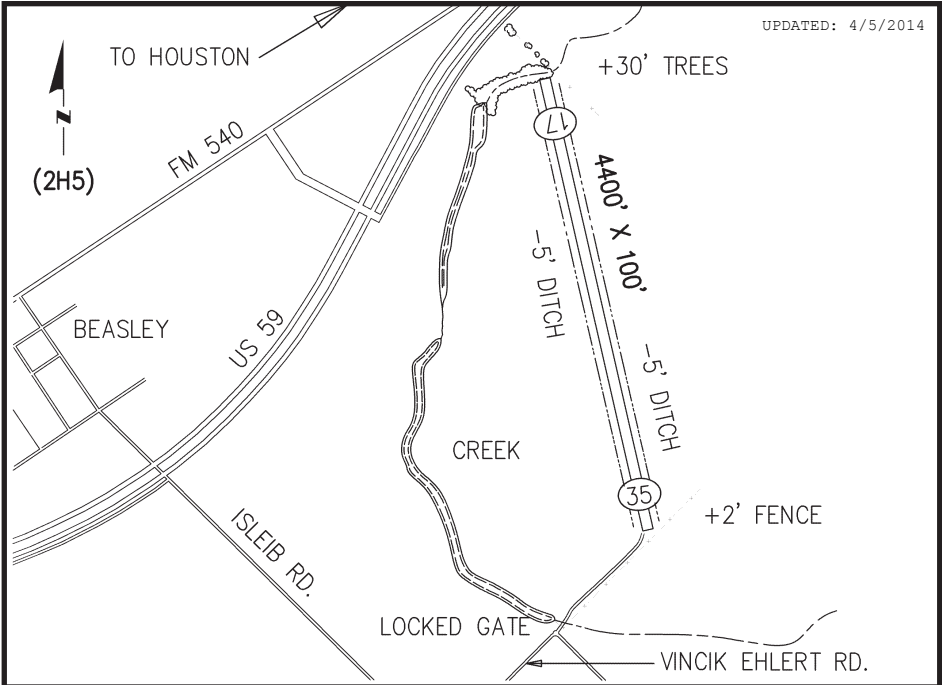 UPDATED: 4/5/2014
TO HOUSTON
+30' TREES
N
(2H5)
FM 540
17
4400' X 100'
-5' DITCH
BEASLEY
US 59
-5' DITCH
CREEK
35
+2' FENCE
ISLEIB RD.
LOCKED GATE
VINCIK EHLERT RD.